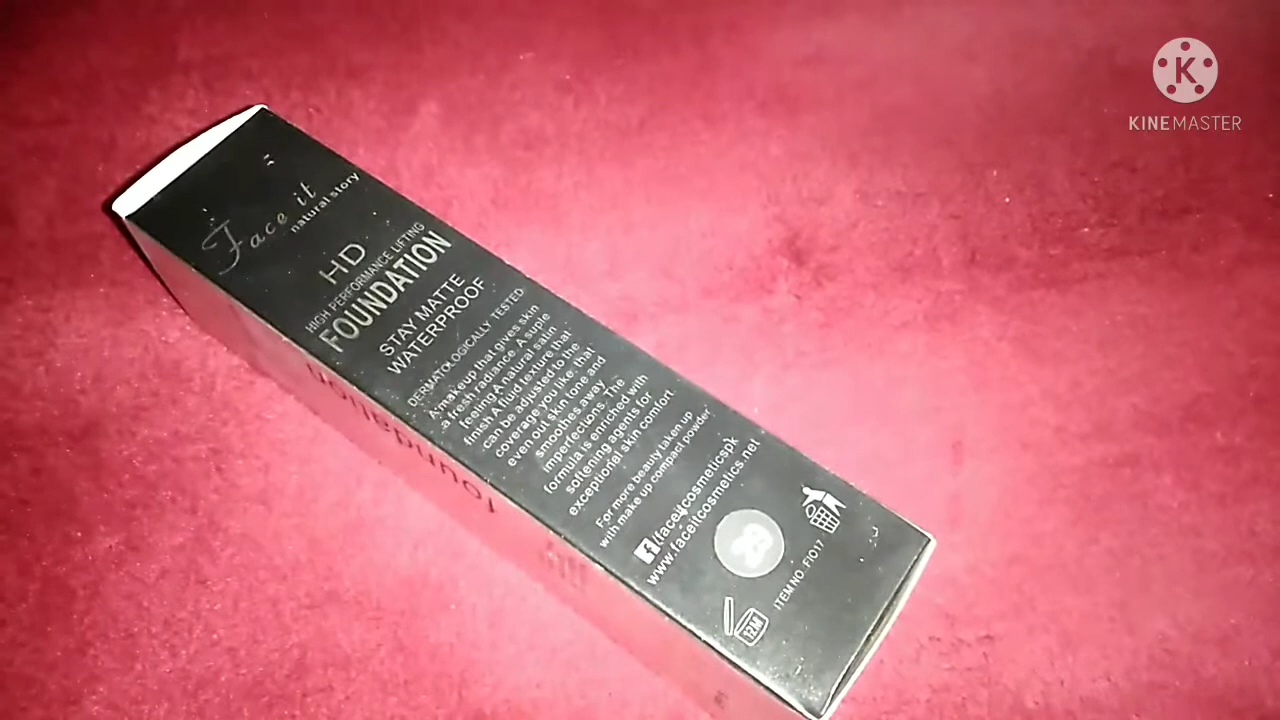 Face it
natural story
HD
HIGH PERFORMANCE LIFTING
FOUNDATION
STAY MATTE
WATERPROOF
DERMATOLOGICALLY TESTED
A makeup that gives skin
a fresh radiance. A suple
feeling A natural satin
finish A fluid texture that
can be adjusted to the
coverage you like. that
even out skin tone and
smoothes away
imperfections. The
formula is enriched with
softening agents for
exceptional skin comfort.
For more beauty taken up
with make up compact powder
f/faceitcosmeticspk
www.faceitcosmetics.net
ITEM NO. FI017
12M
foundation
K
KINEMASTER